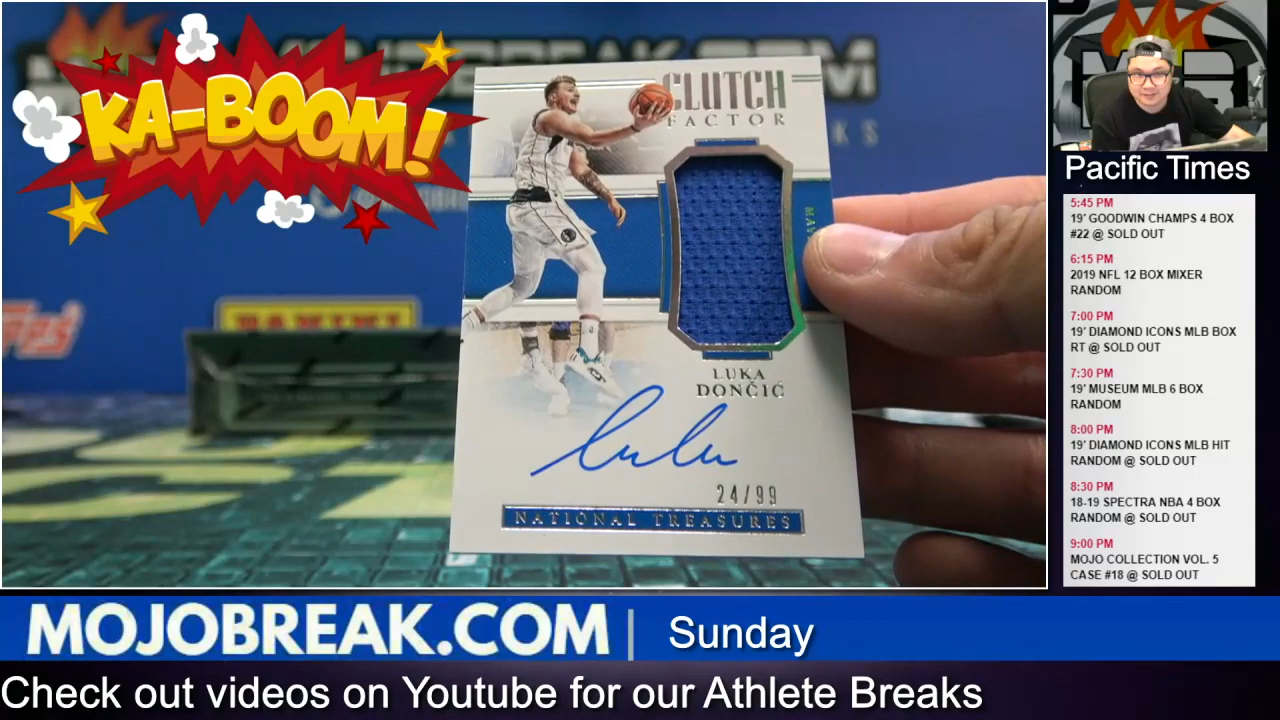 KA-BOOM!
CLUTCH
FACTOR
LUKA
DONČIĆ
24/99
NATIONAL TREASURES
PANINI
Pacific Times
5:45 PM
19' GOODWIN CHAMPS 4 BOX
#22 @ SOLD OUT
6:15 PM
2019 NFL 12 BOX MIXER
RANDOM
7:00 PM
19' DIAMOND ICONS MLB BOX
RT @ SOLD OUT
7:30 PM
19' MUSEUM MLB 6 BOX
RANDOM
8:00 PM
19' DIAMOND ICONS MLB HIT
RANDOM @ SOLD OUT
8:30 PM
18-19 SPECTRA NBA 4 BOX
RANDOM @ SOLD OUT
9:00 PM
MOJO COLLECTION VOL. 5
CASE #18 @ SOLD OUT
MOJOBREAK.COM | Sunday
Check out videos on Youtube for our Athlete Breaks